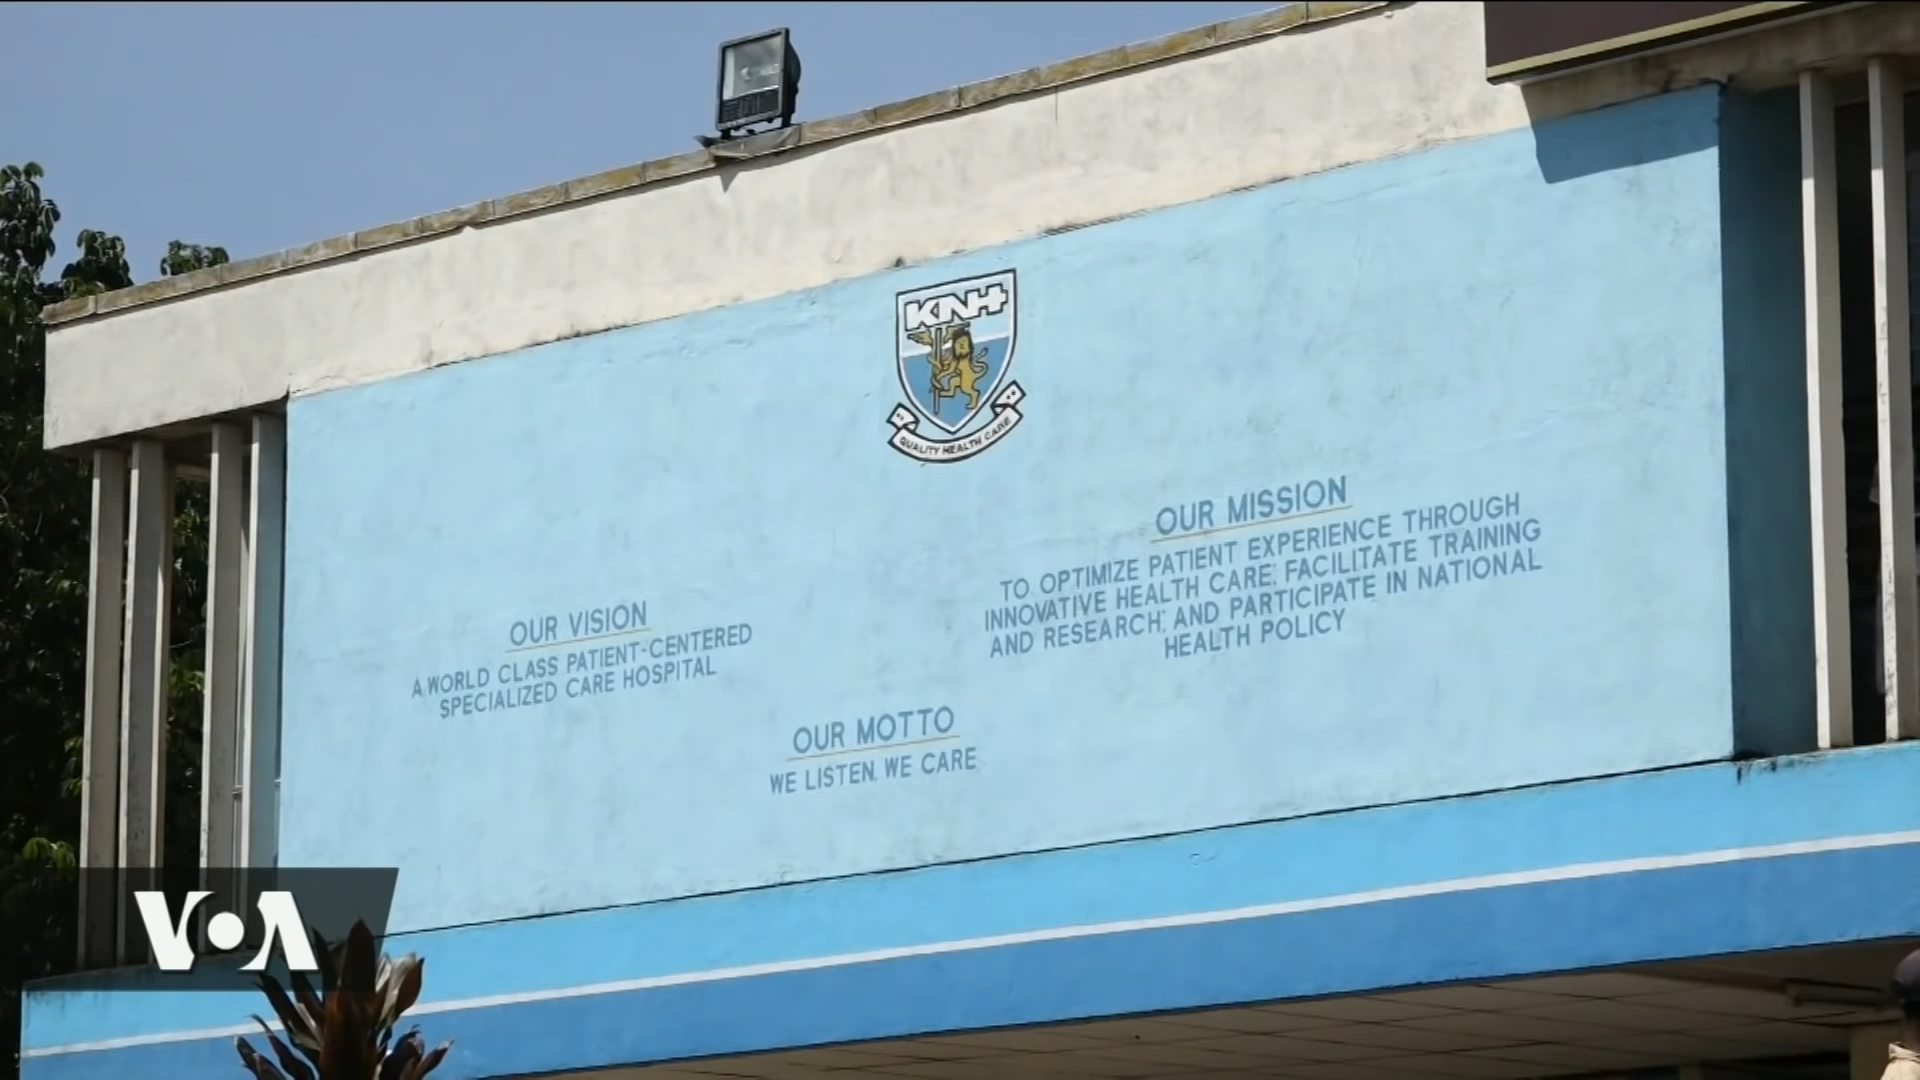 KNH
QUALITY HEALTH CARE
OUR MISSION
TO OPTIMIZE PATIENT EXPERIENCE THROUGH
INNOVATIVE HEALTH CARE; FACILITATE TRAINING
AND RESEARCH; AND PARTICIPATE IN NATIONAL
HEALTH POLICY
OUR VISION
A WORLD CLASS PATIENT-CENTERED
SPECIALIZED CARE HOSPITAL
OUR MOTTO
WE LISTEN, WE CARE
VOA